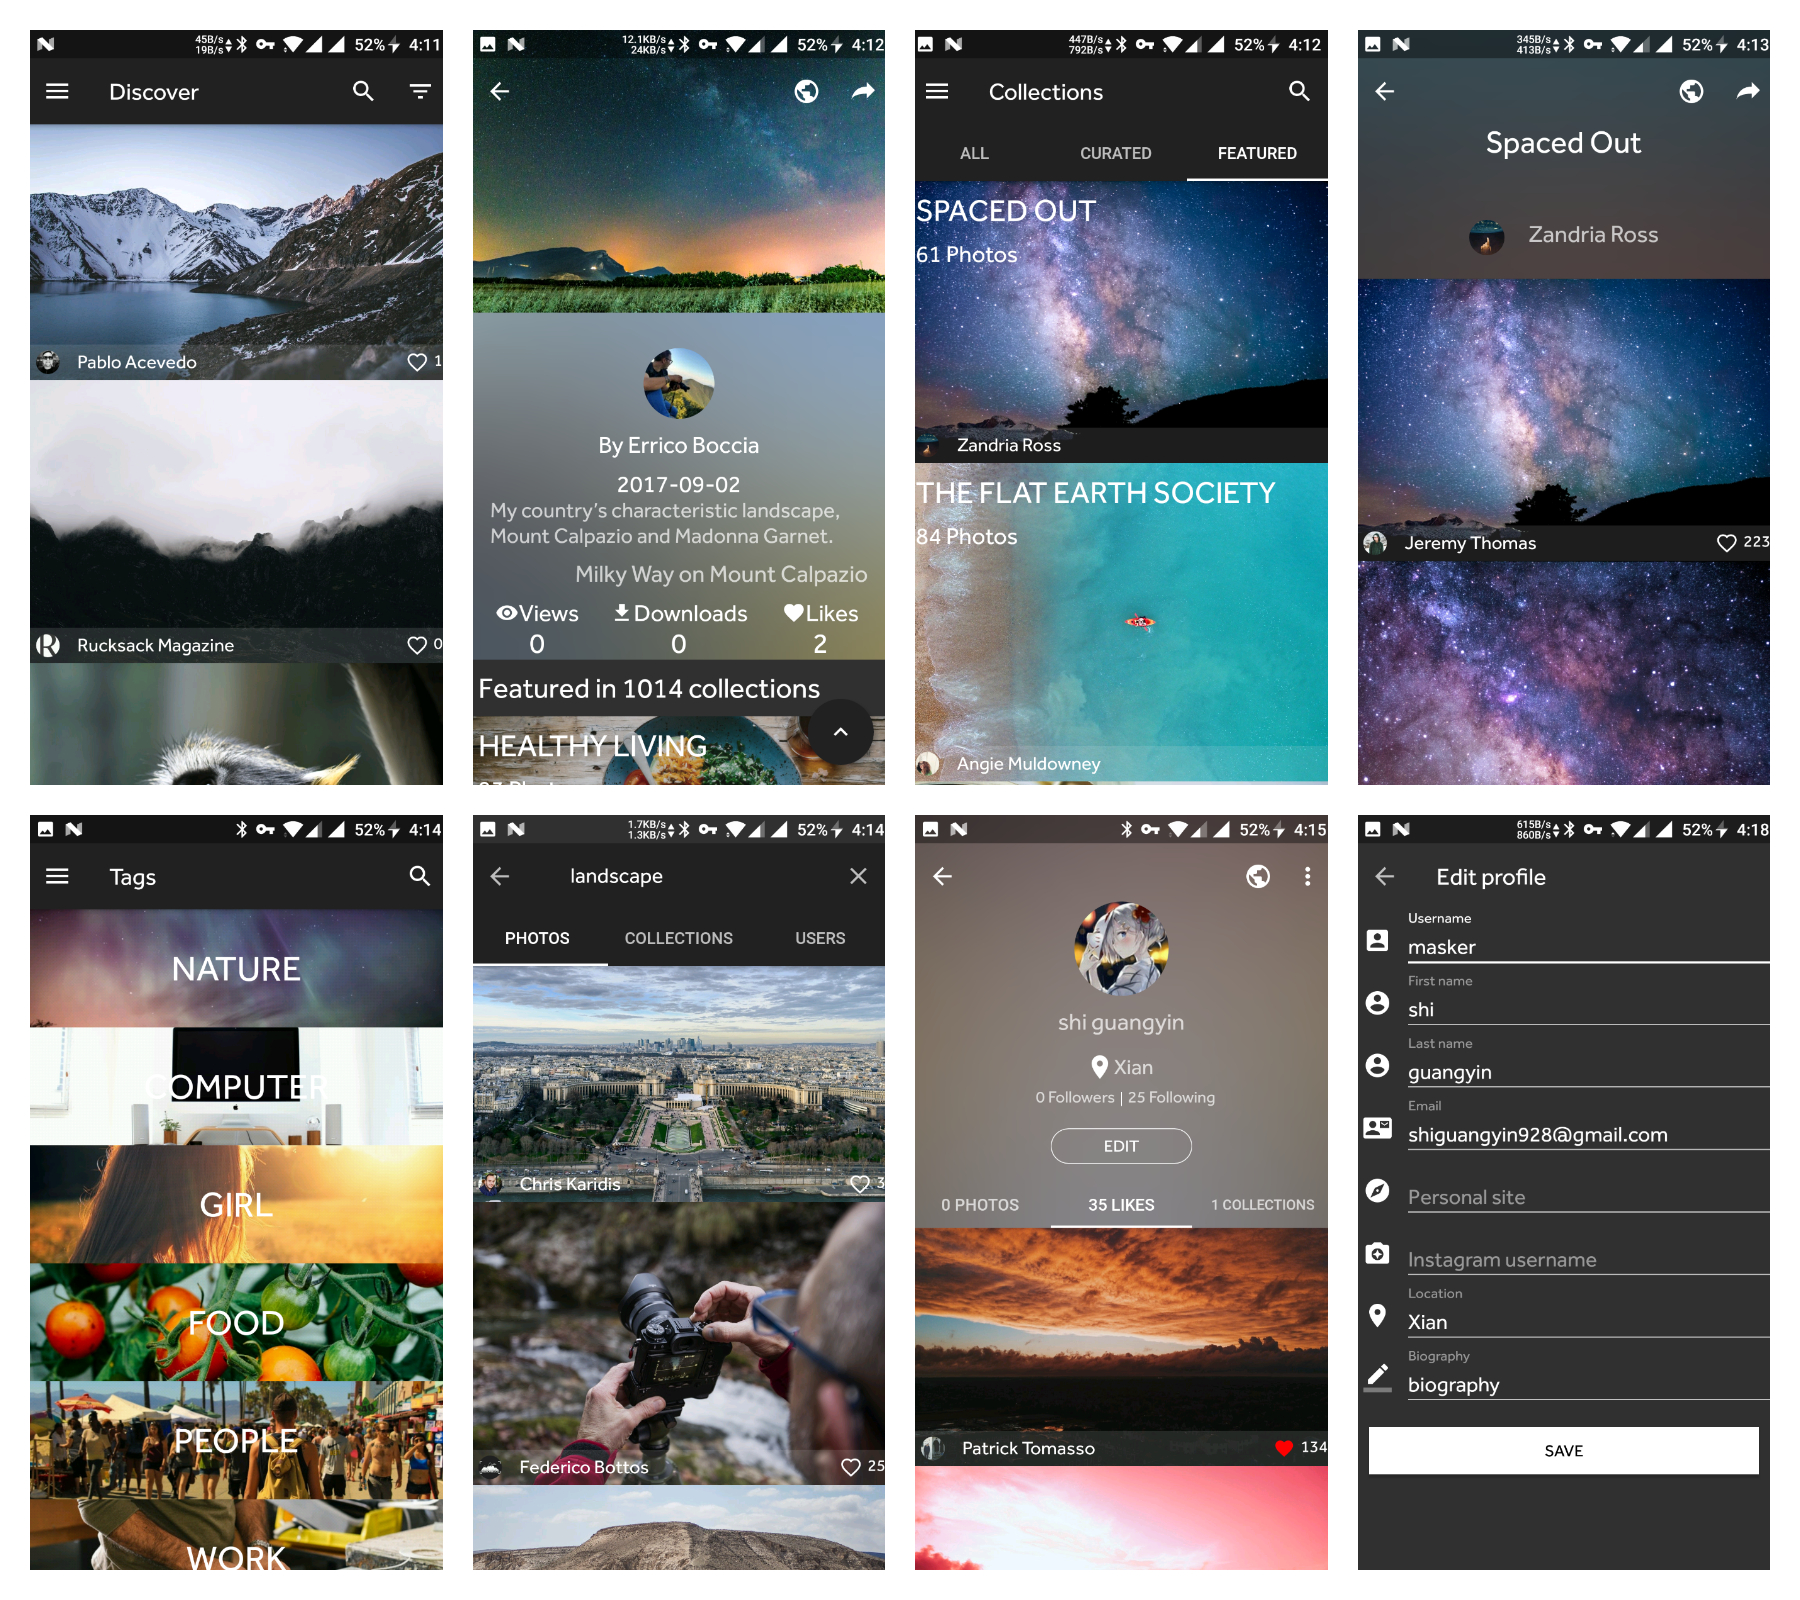 45B/s
19B/s
52%
4:11
Discover
Pablo Acevedo
1
Rucksack Magazine
0
12.1KB/s
24KB/s
52%
4:12
By Errico Boccia
2017-09-02
My country's characteristic landscape,
Mount Calpazio and Madonna Garnet.
Milky Way on Mount Calpazio
Views
Downloads
Likes
0
0
2
Featured in 1014 collections
HEALTHY LIVING
447B/s
792B/s
52%
4:12
Collections
ALL
CURATED
FEATURED
SPACED OUT
61 Photos
Zandria Ross
THE FLAT EARTH SOCIETY
84 Photos
Angie Muldowney
345B/s
413B/s
52%
4:13
Spaced Out
Zandria Ross
Jeremy Thomas
223
52%
4:14
Tags
NATURE
COMPUTER
GIRL
FOOD
PEOPLE
WORK
1.7KB/s
1.3KB/s
52%
4:14
landscape
PHOTOS
COLLECTIONS
USERS
Chris Karidis
3
Federico Bottos
25
52%
4:15
shi guangyin
Xian
0 Followers | 25 Following
EDIT
0 PHOTOS
35 LIKES
1 COLLECTIONS
Patrick Tomasso
134
615B/s
860B/s
52%
4:18
Edit profile
Username
masker
First name
shi
Last name
guangyin
Email
shiguangyin928@gmail.com
Personal site
Instagram username
Location
Xian
Biography
biography
SAVE